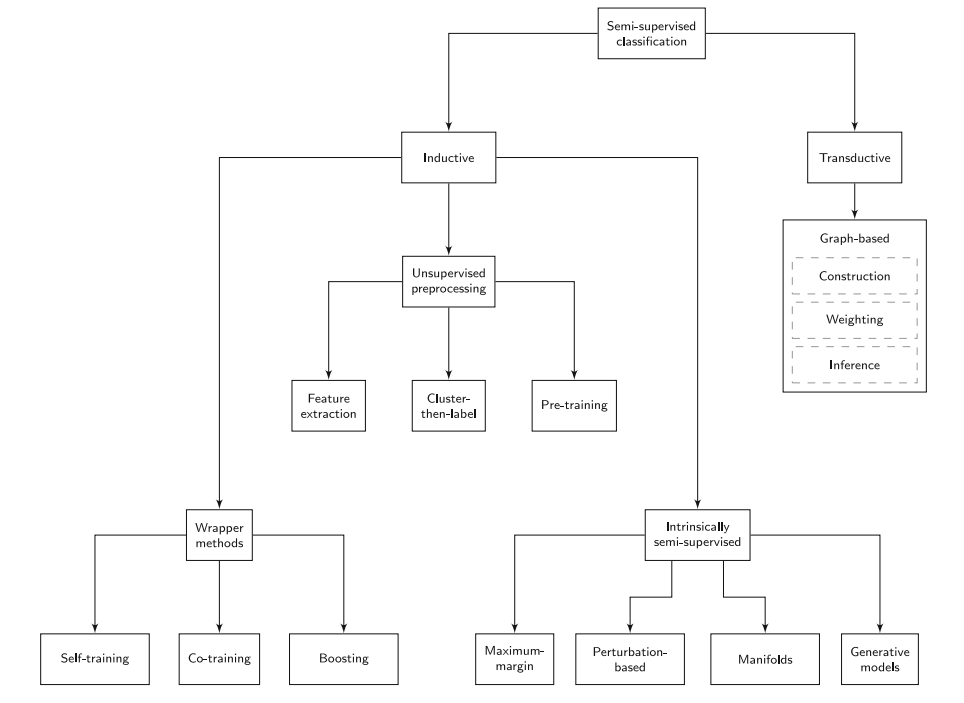 Semi-supervised
classification
Inductive
Transductive
Graph-based
Construction
Weighting
Inference
Unsupervised
preprocessing
Feature
extraction
Cluster-
then-label
Pre-training
Wrapper
methods
Intrinsically
semi-supervised
Self-training
Co-training
Boosting
Maximum-
margin
Perturbation-
based
Manifolds
Generative
models